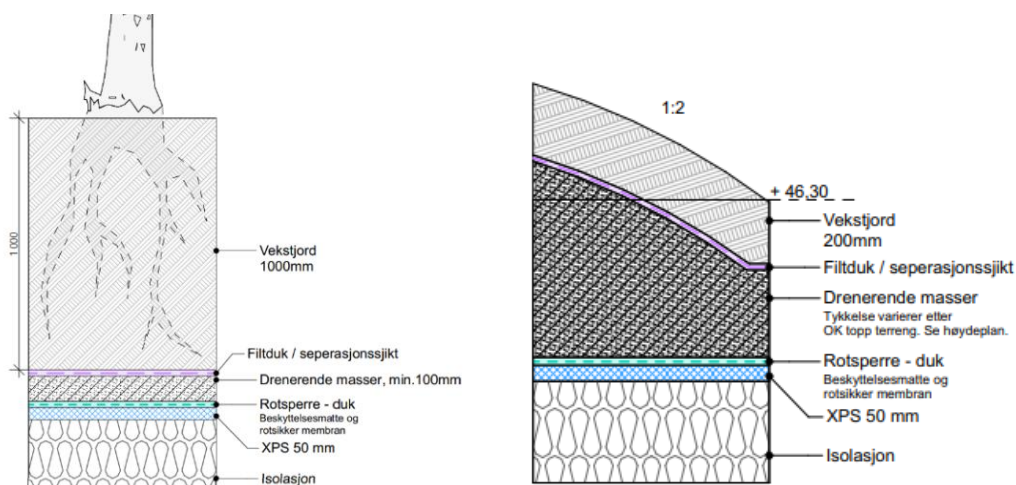 1.000
Vekstjord
1000mm
Filtduk / seperasjonssjikt
Drenerende masser, min.100mm
Rotsperre - duk
Beskyttelsesmatte og
rotsikker membran
XPS 50 mm
Isolasjon
1:2
+ 46,30
Vekstjord
200mm
Filtduk / seperasjonssjikt
Drenerende masser
Tykkelse varierer etter
OK topp terreng. Se høydeplan.
Rotsperre - duk
Beskyttelsesmatte og
rotsikker membran
XPS 50 mm
Isolasjon